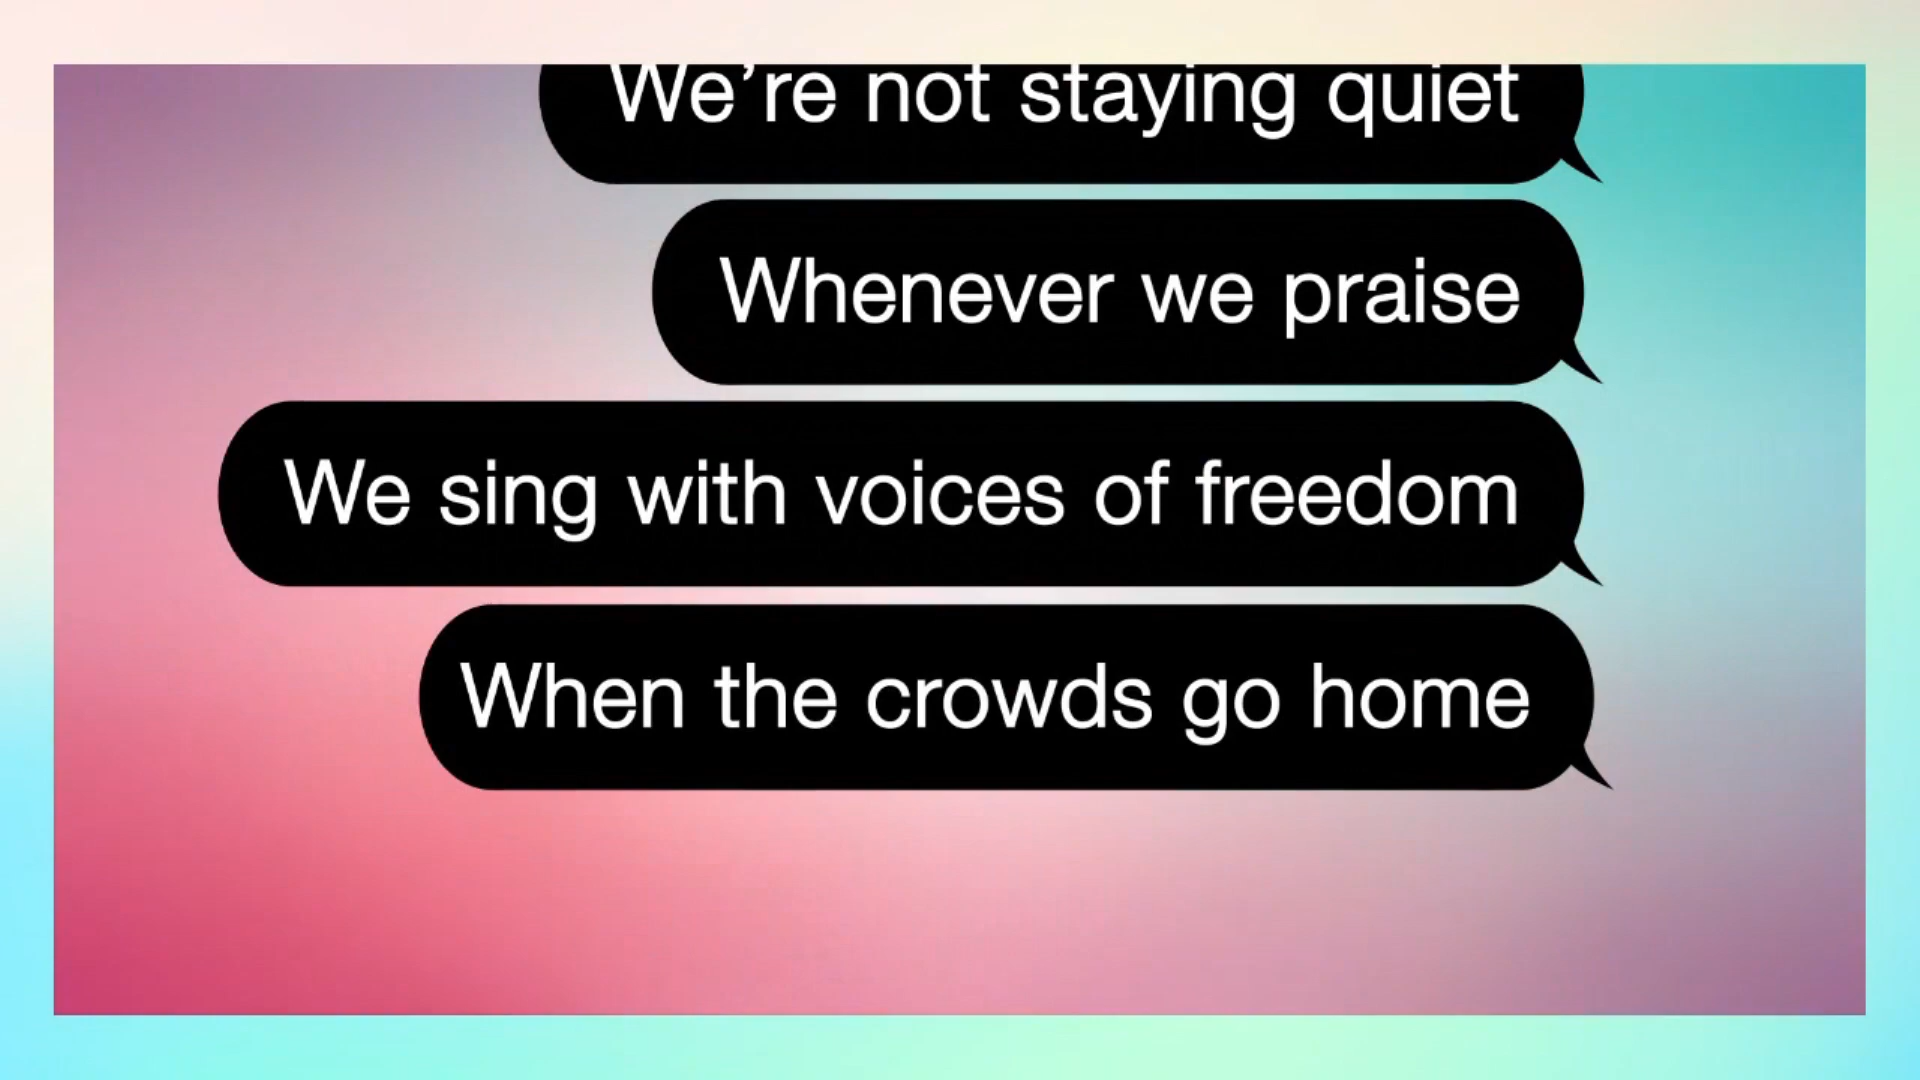 We’re not staying quiet
Whenever we praise
We sing with voices of freedom
When the crowds go home